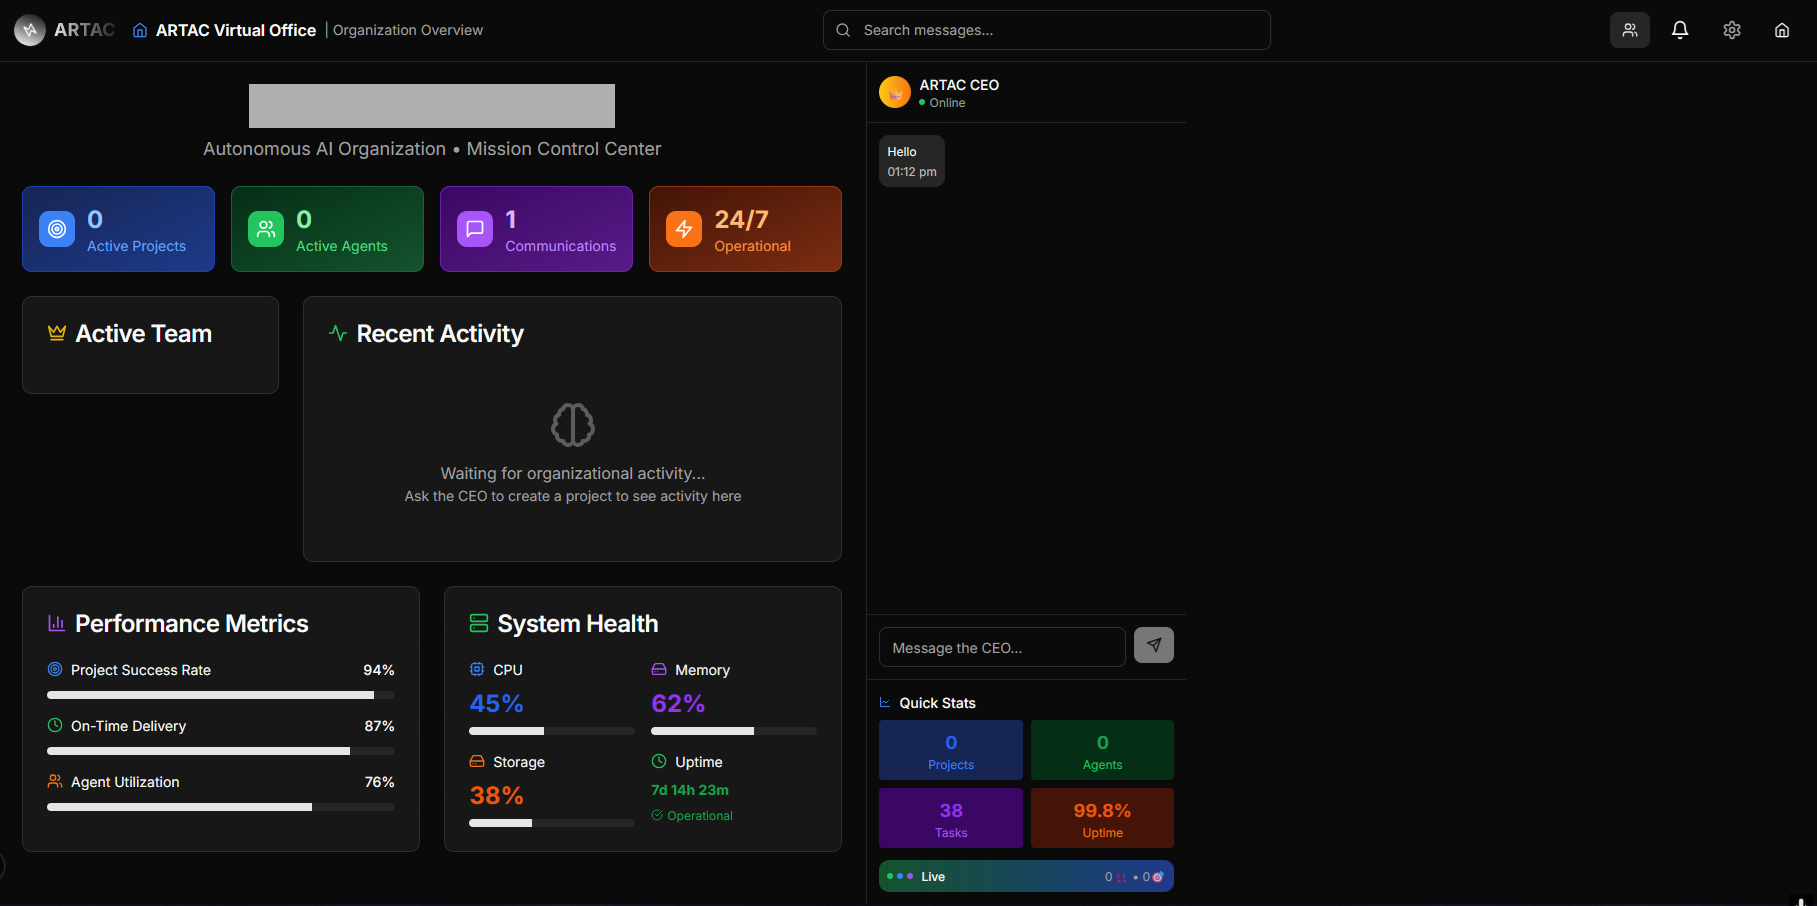 ARTAC
ARTAC Virtual Office | Organization Overview
Search messages...
Autonomous AI Organization • Mission Control Center
0
Active Projects
0
Active Agents
1
Communications
24/7
Operational
Active Team
Recent Activity
Waiting for organizational activity...
Ask the CEO to create a project to see activity here
Performance Metrics
Project Success Rate 94%
On-Time Delivery 87%
Agent Utilization 76%
System Health
CPU
45%
Memory
62%
Storage
38%
Uptime
7d 14h 23m
Operational
ARTAC CEO
Online
Hello
01:12 pm
Message the CEO...
Quick Stats
0
Projects
0
Agents
38
Tasks
99.8%
Uptime
Live 0 • 0